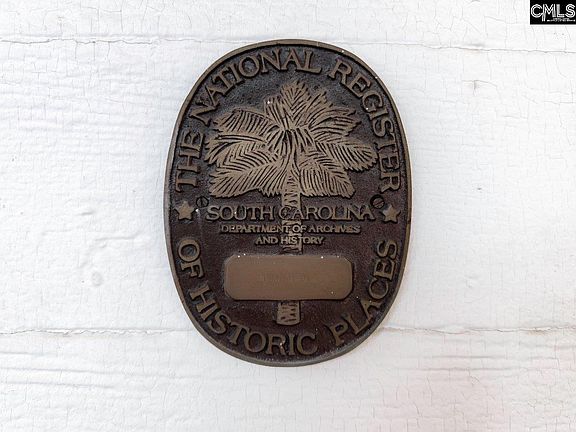 CMLS
THE NATIONAL REGISTER
SOUTH CAROLINA
DEPARTMENT OF ARCHIVES
AND HISTORY
OF HISTORIC PLACES